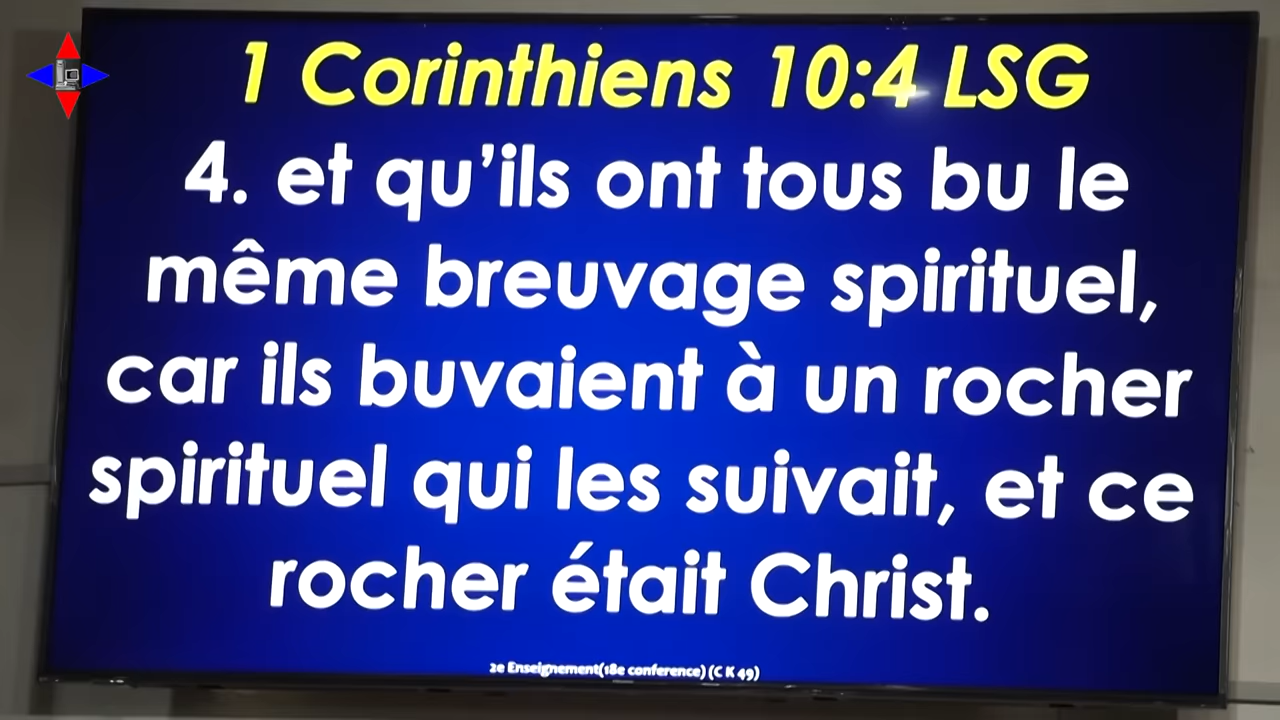 1 Corinthiens 10:4 LSG
4. et qu’ils ont tous bu le
même breuvage spirituel,
car ils buvaient à un rocher
spirituel qui les suivait, et ce
rocher était Christ.
2e Enseignement(18e conference) (C K 49)